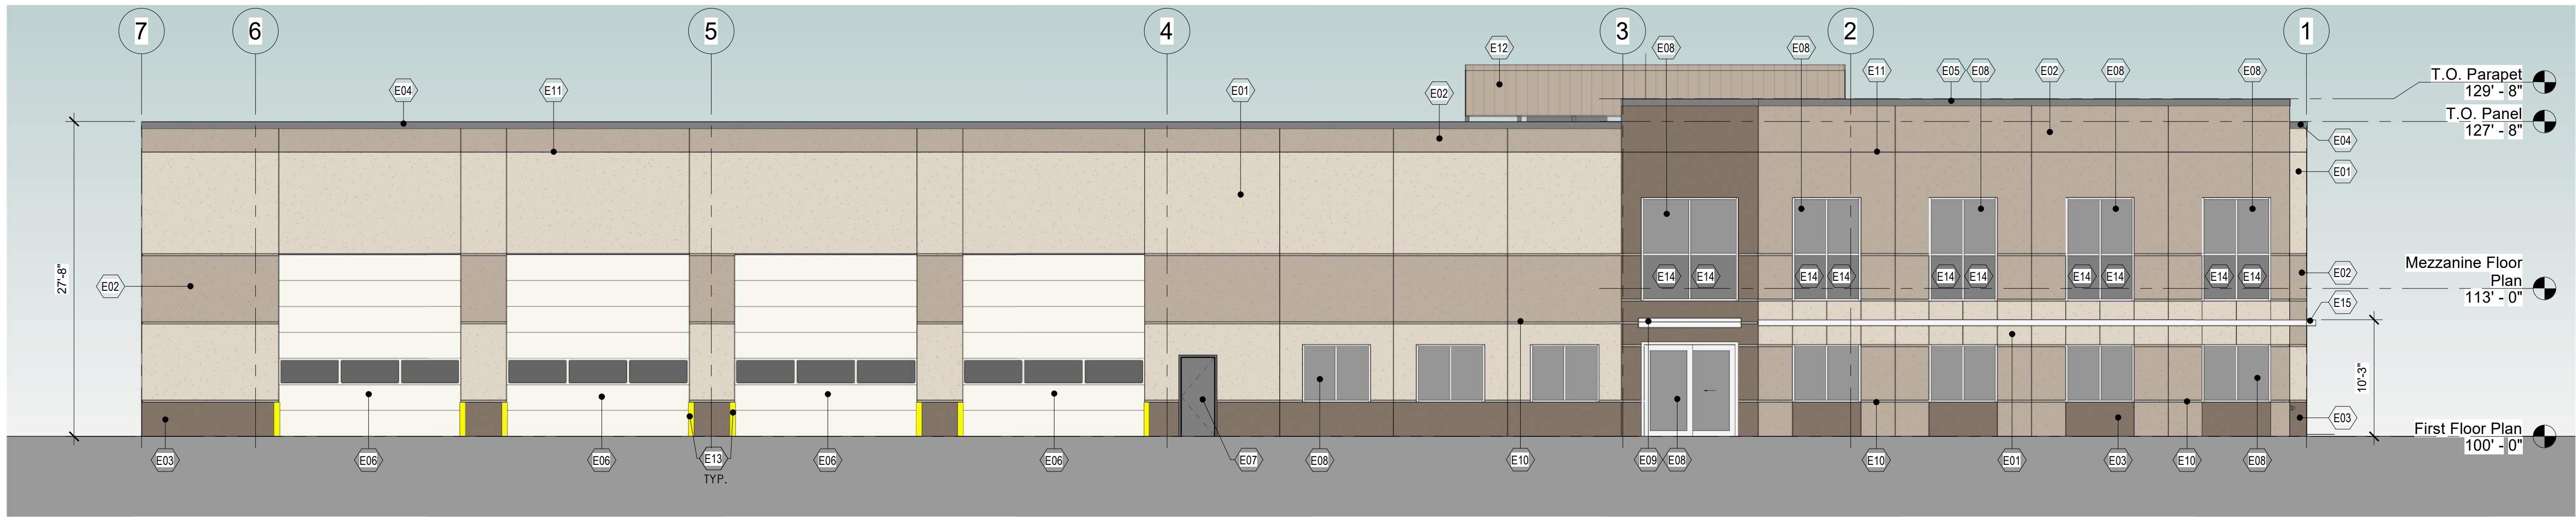 7
6
5
4
3
2
1
E12
E08
E08
E04
E11
E01
E02
E11
E05
E08
E02
E08
E08
T.O. Parapet
129' - 8"
T.O. Panel
127' - 8"
E04
E01
27'-8"
E02
E14
E14
E14
E14
E14
E14
E14
E14
E14
E14
E02
Mezzanine Floor
Plan
113' - 0"
E15
10'-3"
E03
First Floor Plan
100' - 0"
E03
E06
E06
E13
TYP.
E06
E06
E07
E08
E10
E09
E08
E10
E01
E03
E10
E08